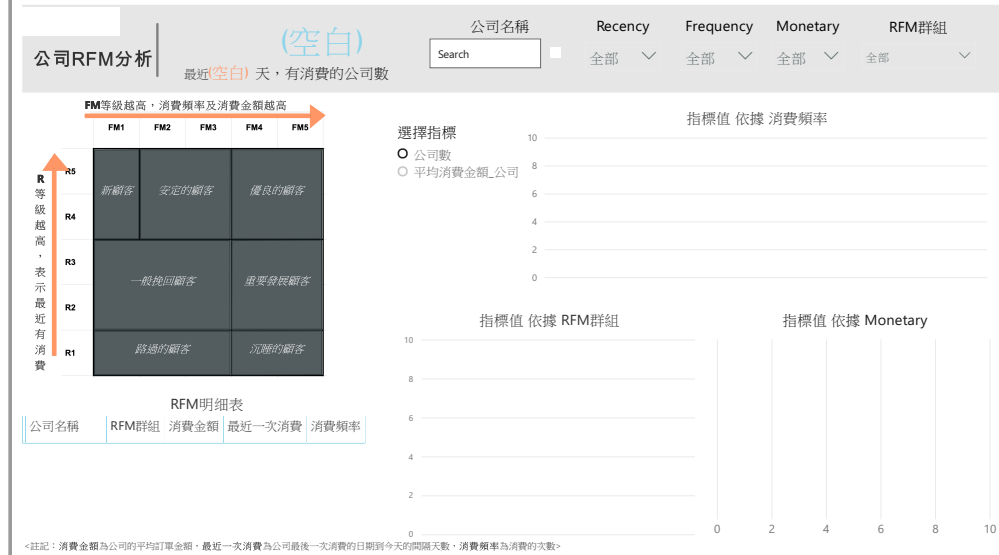 公司RFM分析
(空白)
最近(空白) 天，有消費的公司數
公司名稱
Search
Recency
全部
Frequency
全部
Monetary
全部
RFM群組
全部
FM等級越高，消費頻率及消費金額越高
FM1 FM2 FM3 FM4 FM5
R
等
級
越
高
，
表
示
最
近
有
消
費
R5
R4
R3
R2
R1
新顧客
安定的顧客
優良的顧客
一般挽回顧客
重要發展顧客
路過的顧客
沉睡的顧客
選擇指標
公司數
平均消費金額_公司
指標值 依據 消費頻率
10
8
6
4
2
0
指標值 依據 RFM群組
10
8
6
4
2
0
指標值 依據 Monetary
0 2 4 6 8 10
RFM明细表
公司名稱 RFM群組 消費金額 最近一次消費 消費頻率
<註記：消費金額為公司的平均訂單金額，最近一次消費為公司最後一次消費的日期到今天的間隔天數，消費頻率為消費的次數>